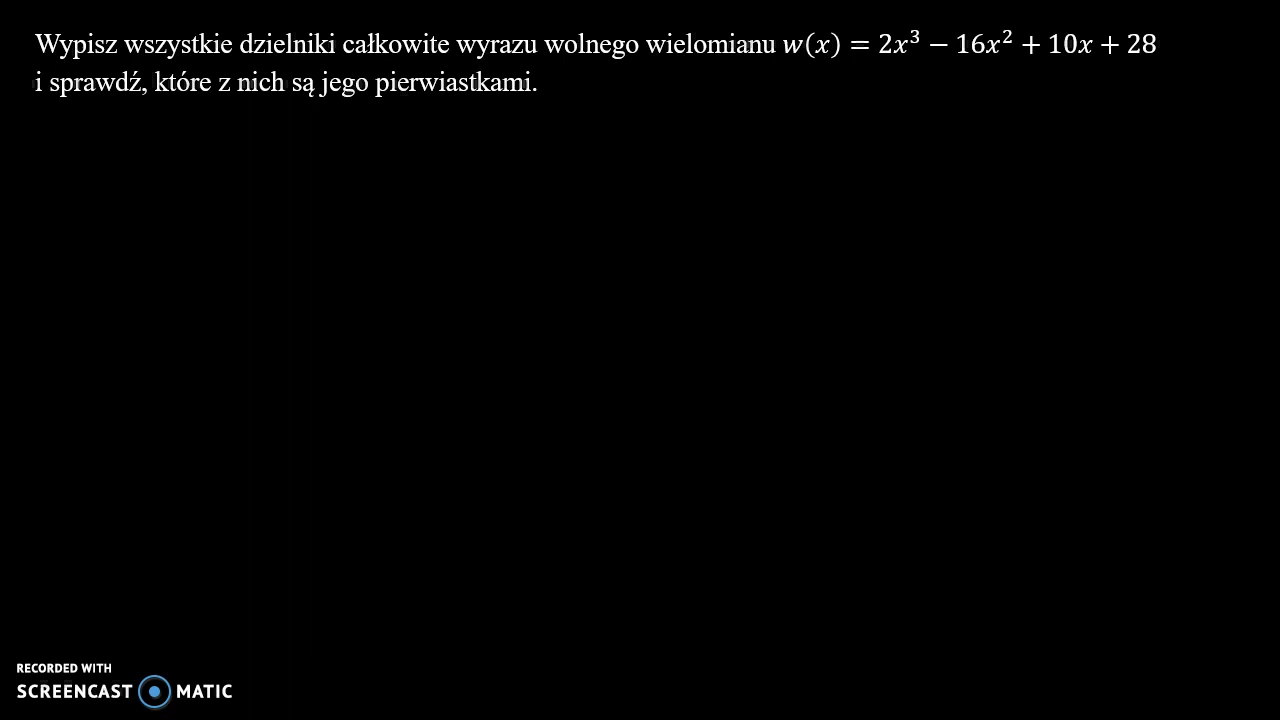 Wypisz wszystkie dzielniki całkowite wyrazu wolnego wielomianu w(x) = 2x³ − 16x² + 10x + 28
i sprawdź, które z nich są jego pierwiastkami.
RECORDED WITH
SCREENCAST MATIC